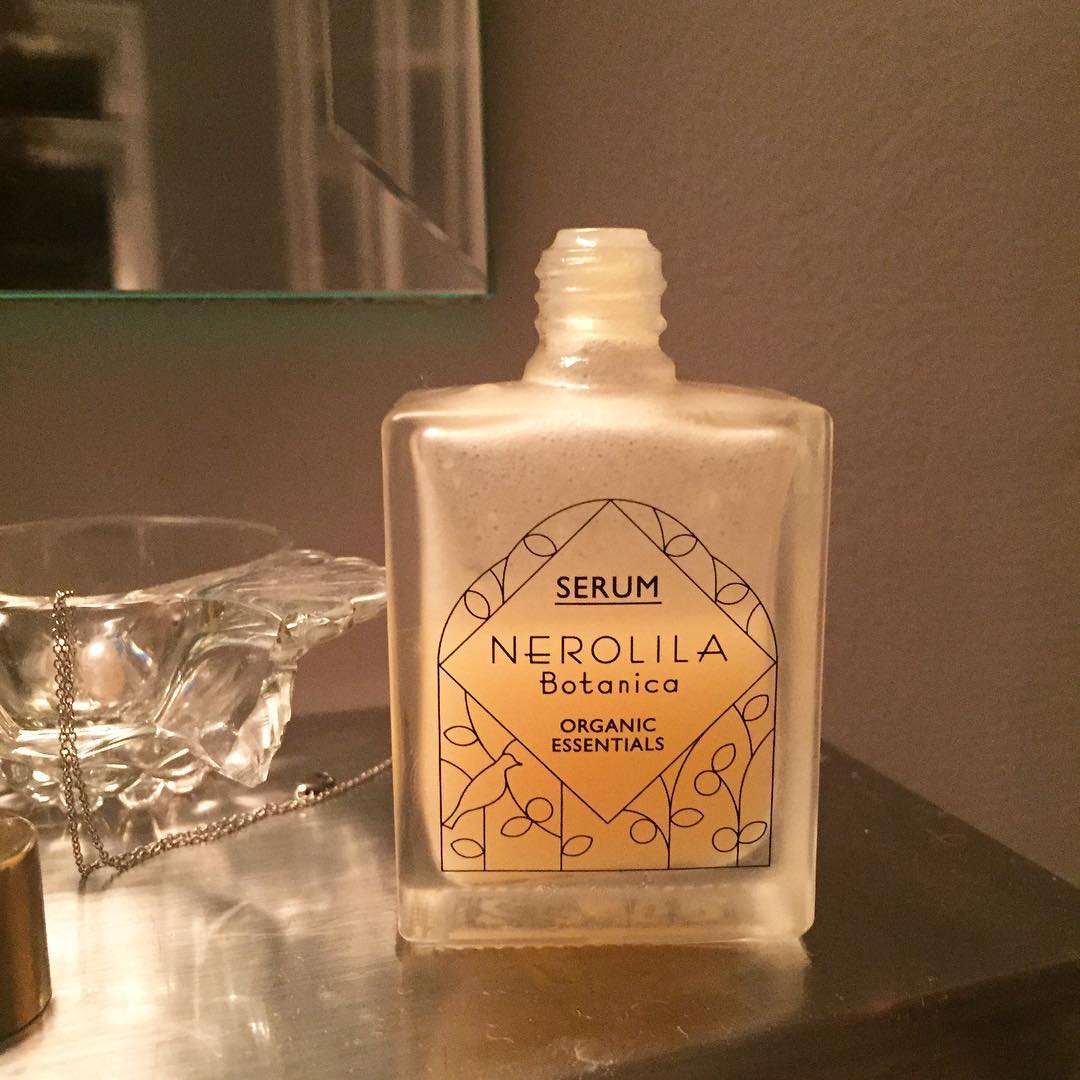 SERUM
NEROLILA
Botanica
ORGANIC
ESSENTIALS